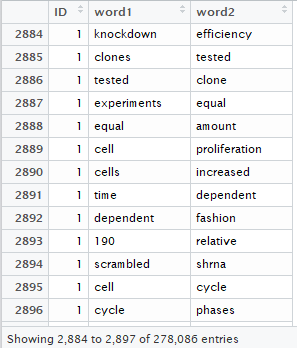 ID word1 word2
2884 1 knockdown efficiency
2885 1 clones tested
2886 1 tested clone
2887 1 experiments equal
2888 1 equal amount
2889 1 cell proliferation
2890 1 cells increased
2891 1 time dependent
2892 1 dependent fashion
2893 1 190 relative
2894 1 scrambled shrna
2895 1 cell cycle
2896 1 cycle phases
Showing 2,884 to 2,897 of 278,086 entries